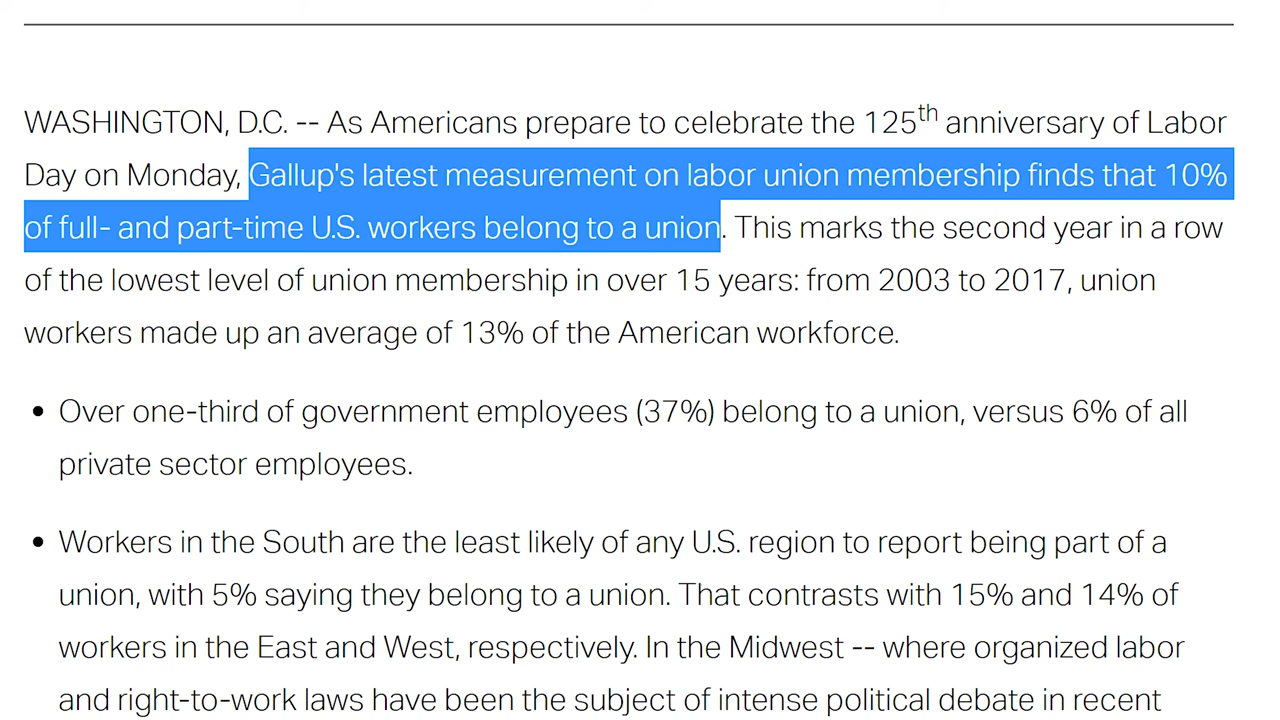 WASHINGTON, D.C. -- As Americans prepare to celebrate the 125th anniversary of Labor
Day on Monday, Gallup's latest measurement on labor union membership finds that 10%
of full- and part-time U.S. workers belong to a union. This marks the second year in a row
of the lowest level of union membership in over 15 years: from 2003 to 2017, union
workers made up an average of 13% of the American workforce.
• Over one-third of government employees (37%) belong to a union, versus 6% of all
private sector employees.
• Workers in the South are the least likely of any U.S. region to report being part of a
union, with 5% saying they belong to a union. That contrasts with 15% and 14% of
workers in the East and West, respectively. In the Midwest -- where organized labor
and right-to-work laws have been the subject of intense political debate in recent